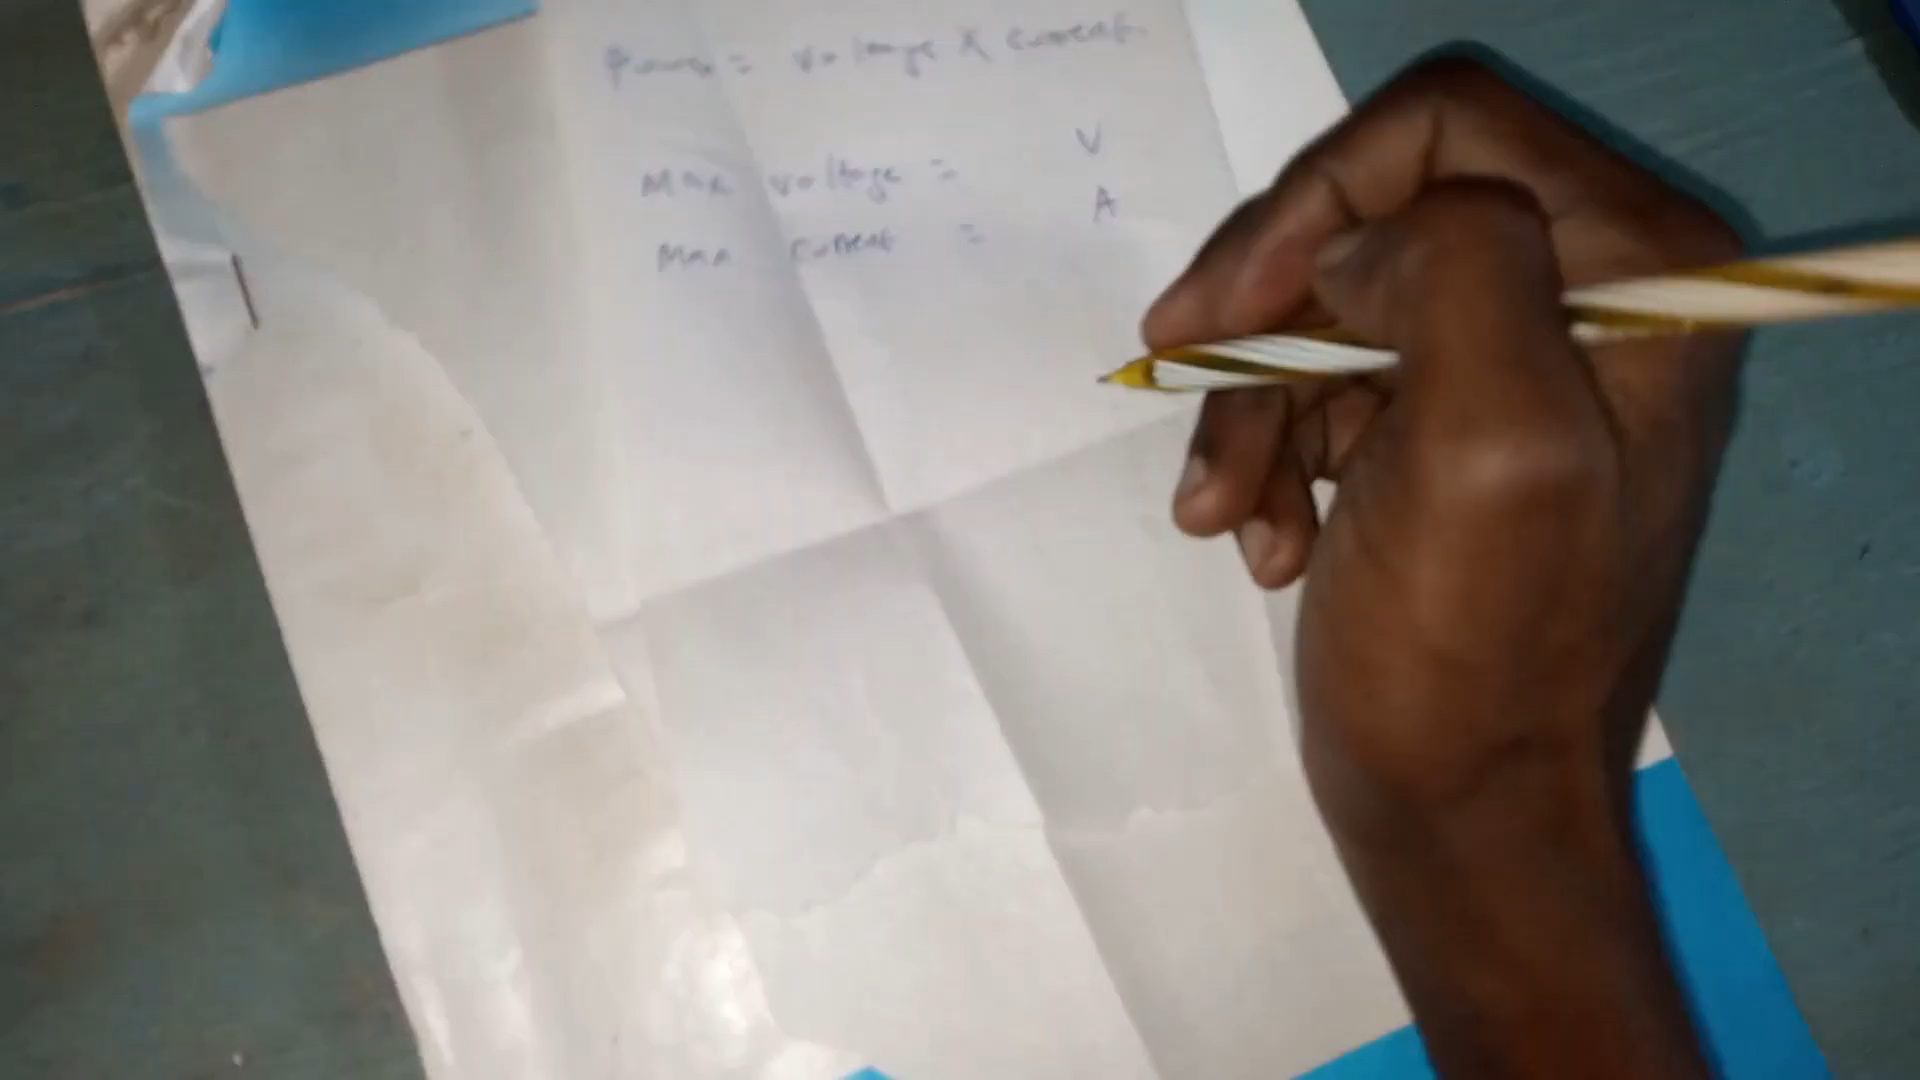 Power = Voltage X Current
Max voltage = V
Max current = A